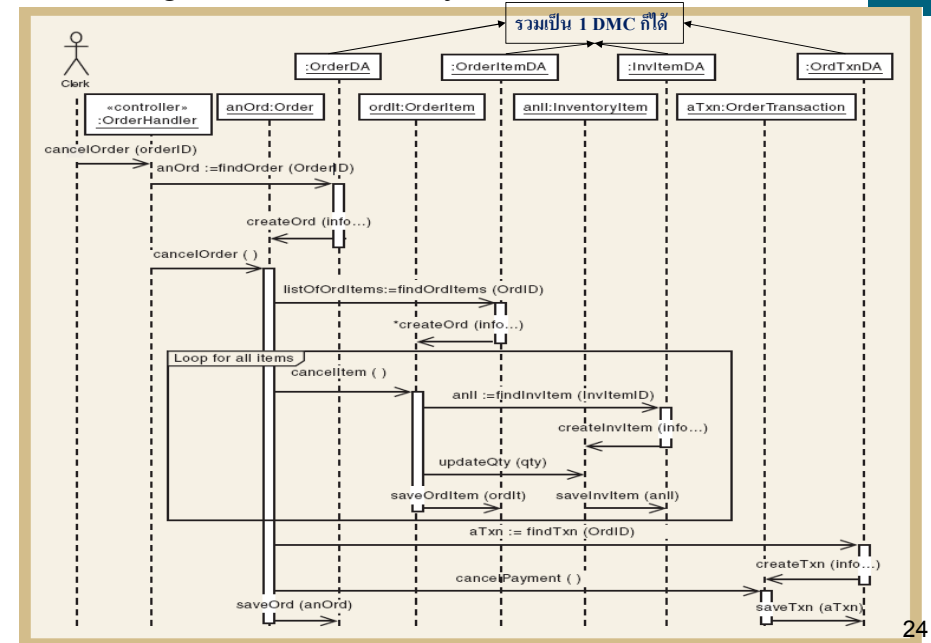 รวมเป็น 1 DMC ก็ได้
:OrderDA
:OrderItemDA
:InvItemDA
:OrdTxnDA
Clerk
«controller»
:OrderHandler
anOrd:Order
ordIt:OrderItem
anII:InventoryItem
aTxn:OrderTransaction
cancelOrder (orderID)
anOrd :=findOrder (OrderID)
createOrd (info...)
cancelOrder ( )
listOfOrdItems:=findOrdItems (OrdID)
*createOrd (info...)
Loop for all items
cancelItem ( )
anII :=findInvItem (InvItemID)
createInvItem (info...)
updateQty (qty)
saveOrdItem (ordIt)
saveInvItem (anII)
aTxn := findTxn (OrdID)
createTxn (info...)
cancelPayment ( )
saveOrd (anOrd)
saveTxn (aTxn)
24